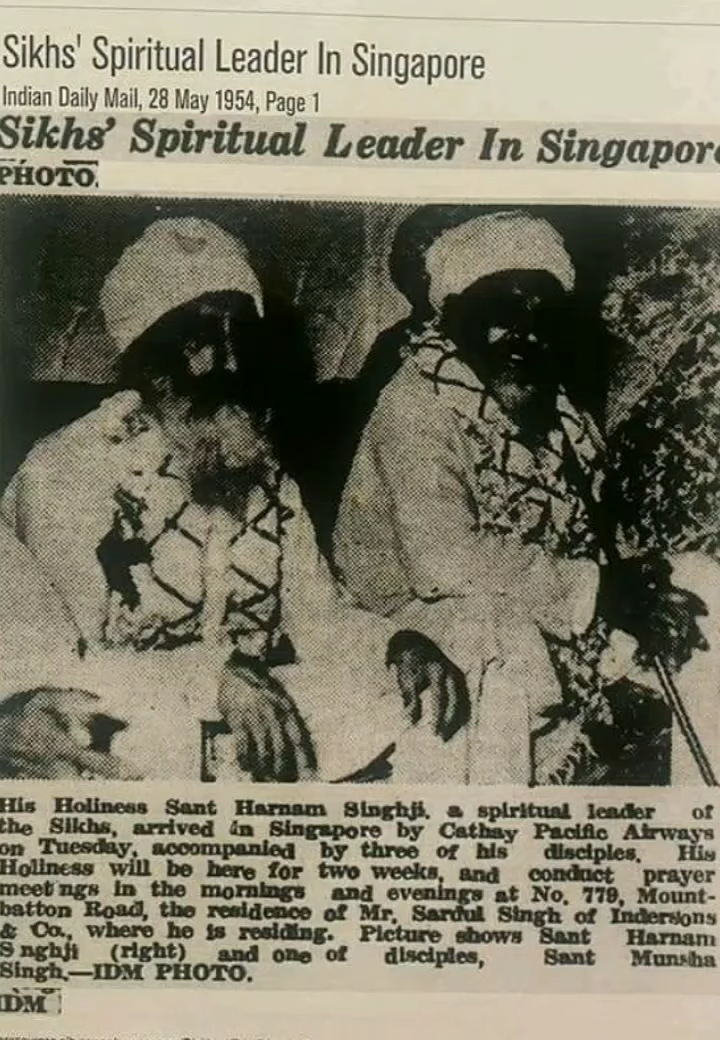 Sikhs' Spiritual Leader In Singapore
Indian Daily Mail, 28 May 1954, Page 1
Sikhs' Spiritual Leader In Singapore
PHOTO.
His Holiness Sant Harnam Singhji, a spiritual leader of
the Sikhs, arrived in Singapore by Cathay Pacific Airways
on Tuesday, accompanied by three of his disciples. His
Holiness will be here for two weeks, and conduct prayer
meet ngs in the mornings and evenings at No. 779, Mount-
batton Road, the residence of Mr. Sardul Singh of Indersons
& Co., where he is residing. Picture shows Sant Harnam
S nghji (right) and one of disciples, Sant Munsha
Singh.—IDM PHOTO.
IDM